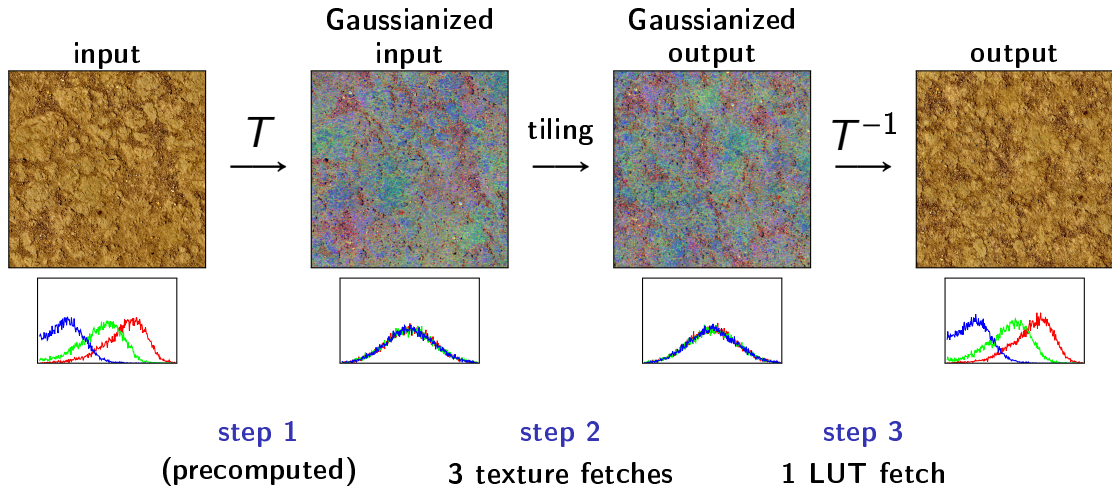 input
Gaussianized
input
Gaussianized
output
output
T
tiling
T−1
step 1
(precomputed)
step 2
3 texture fetches
step 3
1 LUT fetch